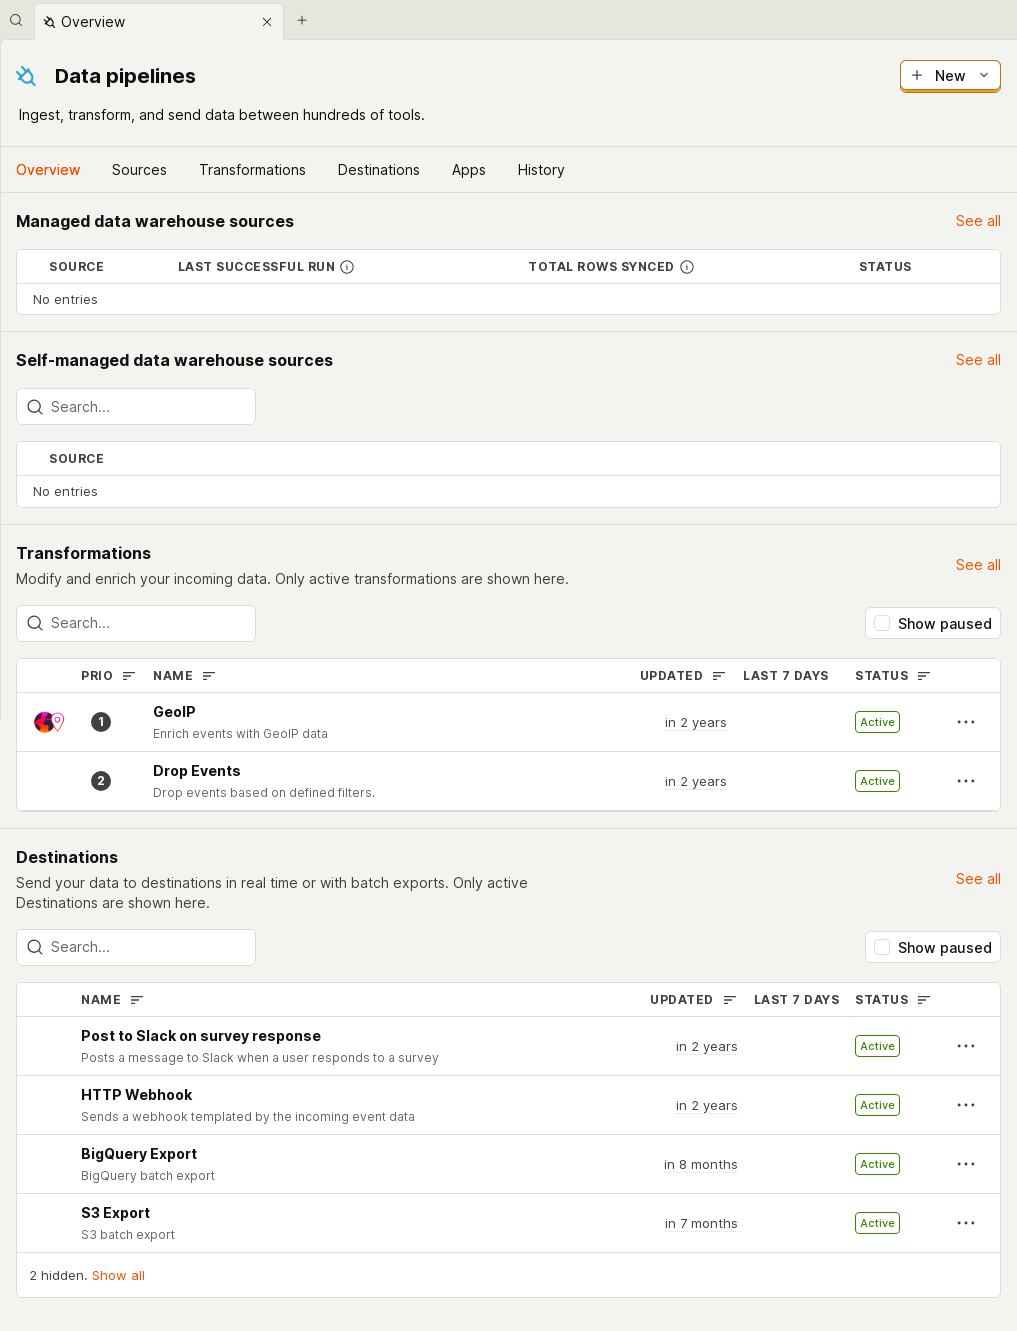 Overview
Data pipelines
New
Ingest, transform, and send data between hundreds of tools.
Overview Sources Transformations Destinations Apps History
Managed data warehouse sources See all
SOURCE LAST SUCCESSFUL RUN TOTAL ROWS SYNCED STATUS
No entries
Self-managed data warehouse sources See all
Search...
SOURCE
No entries
Transformations
Modify and enrich your incoming data. Only active transformations are shown here.
See all
Search... Show paused
PRIO NAME UPDATED LAST 7 DAYS STATUS
1 GeoIP in 2 years Active
Enrich events with GeoIP data
2 Drop Events in 2 years Active
Drop events based on defined filters.
Destinations
See all
Send your data to destinations in real time or with batch exports. Only active
Destinations are shown here.
Search... Show paused
NAME UPDATED LAST 7 DAYS STATUS
Post to Slack on survey response in 2 years Active
Posts a message to Slack when a user responds to a survey
HTTP Webhook in 2 years Active
Sends a webhook templated by the incoming event data
BigQuery Export in 8 months Active
BigQuery batch export
S3 Export in 7 months Active
S3 batch export
2 hidden. Show all